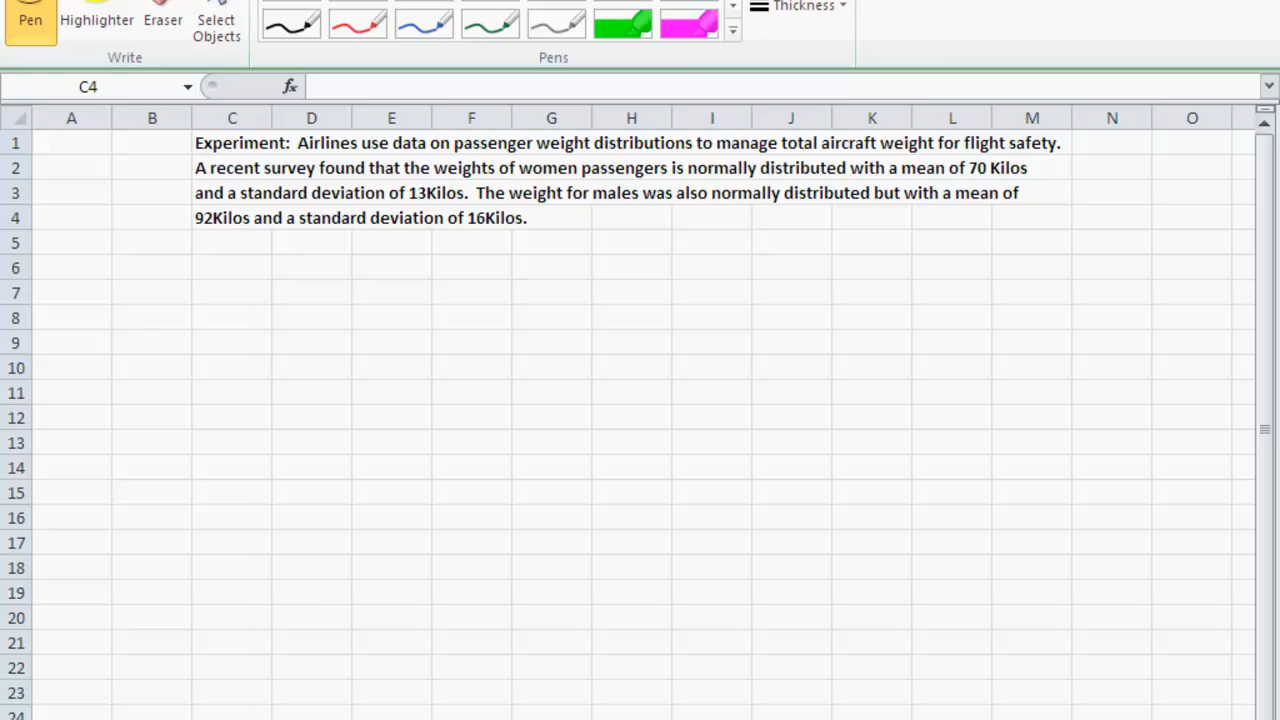 Pen
Highlighter
Eraser
Select
Objects
Thickness
Write
Pens
C4
fx
A B C D E F G H I J K L M N O
1 Experiment:  Airlines use data on passenger weight distributions to manage total aircraft weight for flight safety.
2 A recent survey found that the weights of women passengers is normally distributed with a mean of 70 Kilos
3 and a standard deviation of 13Kilos.  The weight for males was also normally distributed but with a mean of
4 92Kilos and a standard deviation of 16Kilos.
5
6
7
8
9
10
11
12
13
14
15
16
17
18
19
20
21
22
23
24